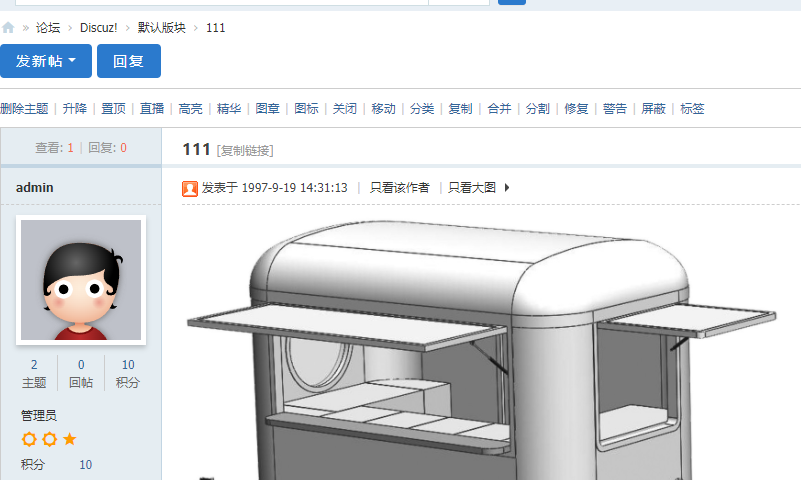 » 论坛 › Discuz! › 默认版块 › 111
发新帖 回复
删除主题 | 升降 | 置顶 | 直播 | 高亮 | 精华 | 图章 | 图标 | 关闭 | 移动 | 分类 | 复制 | 合并 | 分割 | 修复 | 警告 | 屏蔽 | 标签
查看: 1 | 回复: 0
111 [复制链接]
admin
发表于 1997-9-19 14:31:13 | 只看该作者 | 只看大图
2 0 10
主题 回帖 积分
管理员
积分 10